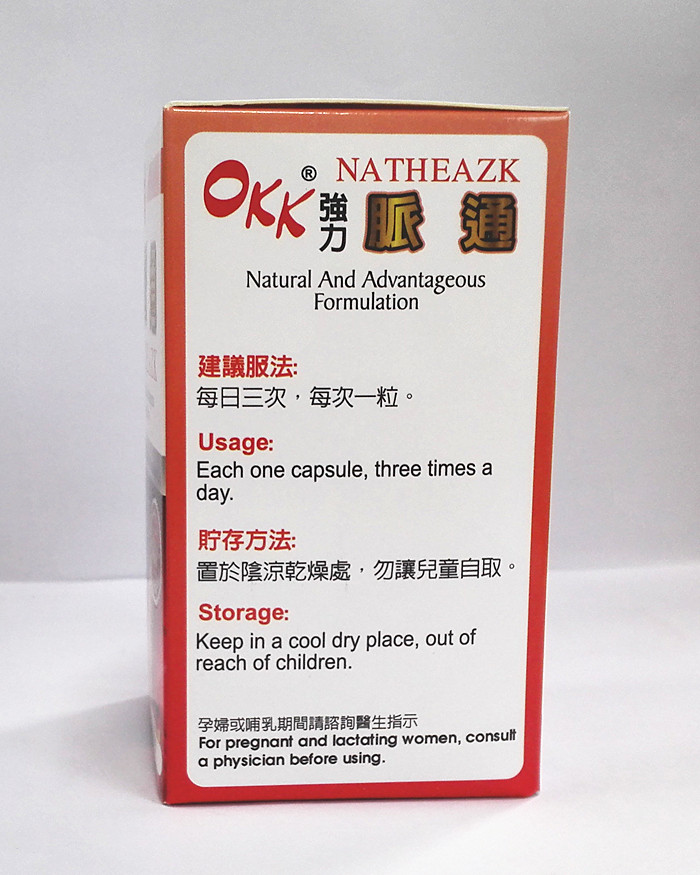 OKK® NATHEAZK
強力 脈通
Natural And Advantageous
Formulation
建議服法:
每日三次，每次一粒。
Usage:
Each one capsule, three times a
day.
貯存方法:
置於陰涼乾燥處，勿讓兒童自取。
Storage:
Keep in a cool dry place, out of
reach of children.
孕婦或哺乳期間請諮詢醫生指示
For pregnant and lactating women, consult
a physician before using.